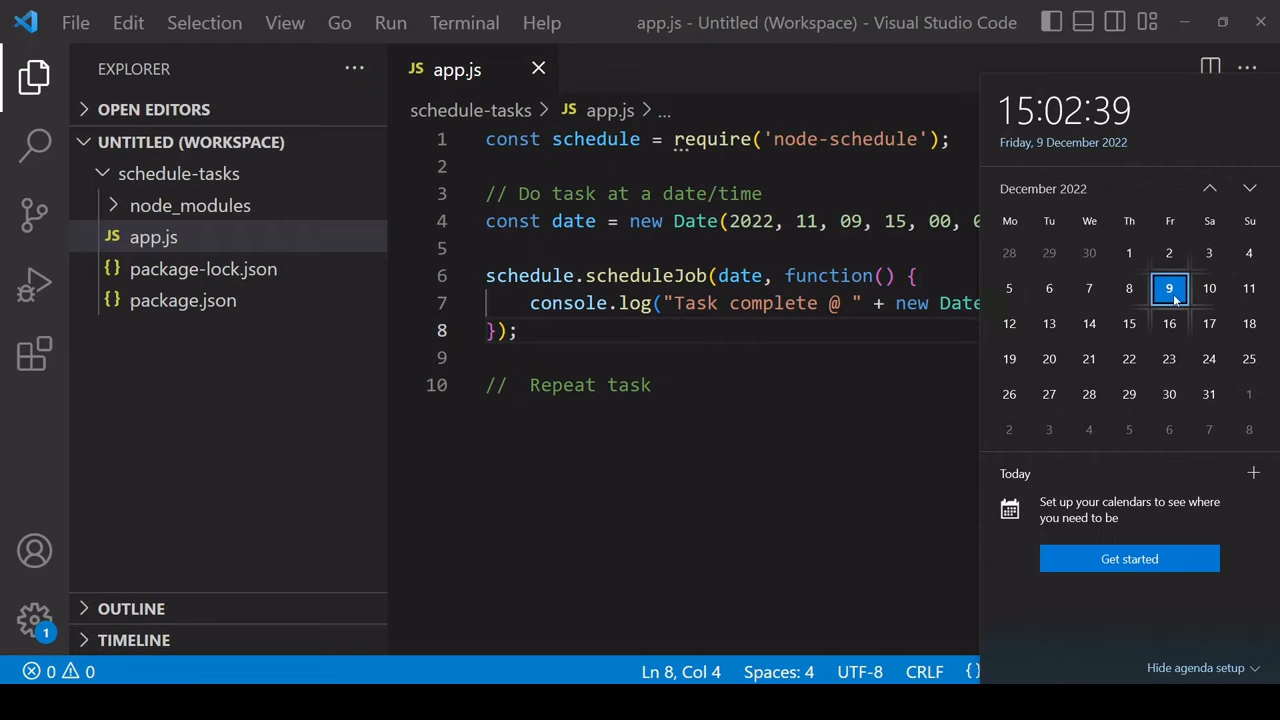 File Edit Selection View Go Run Terminal Help app.js - Untitled (Workspace) - Visual Studio Code
EXPLORER ...
OPEN EDITORS
UNTITLED (WORKSPACE)
schedule-tasks
node_modules
JS app.js
{} package-lock.json
{} package.json
OUTLINE
TIMELINE
1
JS app.js
schedule-tasks > JS app.js > ...
1 const schedule = require('node-schedule');
2
3 // Do task at a date/time
4 const date = new Date(2022, 11, 09, 15, 00,
5
6 schedule.scheduleJob(date, function() {
7 console.log("Task complete @ " + new Date
8 });
9
10 // Repeat task
15:02:39
Friday, 9 December 2022
December 2022
Mo Tu We Th Fr Sa Su
28 29 30 1 2 3 4
5 6 7 8 9 10 11
12 13 14 15 16 17 18
19 20 21 22 23 24 25
26 27 28 29 30 31 1
2 3 4 5 6 7 8
Today
Set up your calendars to see where
you need to be
Get started
Hide agenda setup
0 0 Ln 8, Col 4 Spaces: 4 UTF-8 CRLF {}